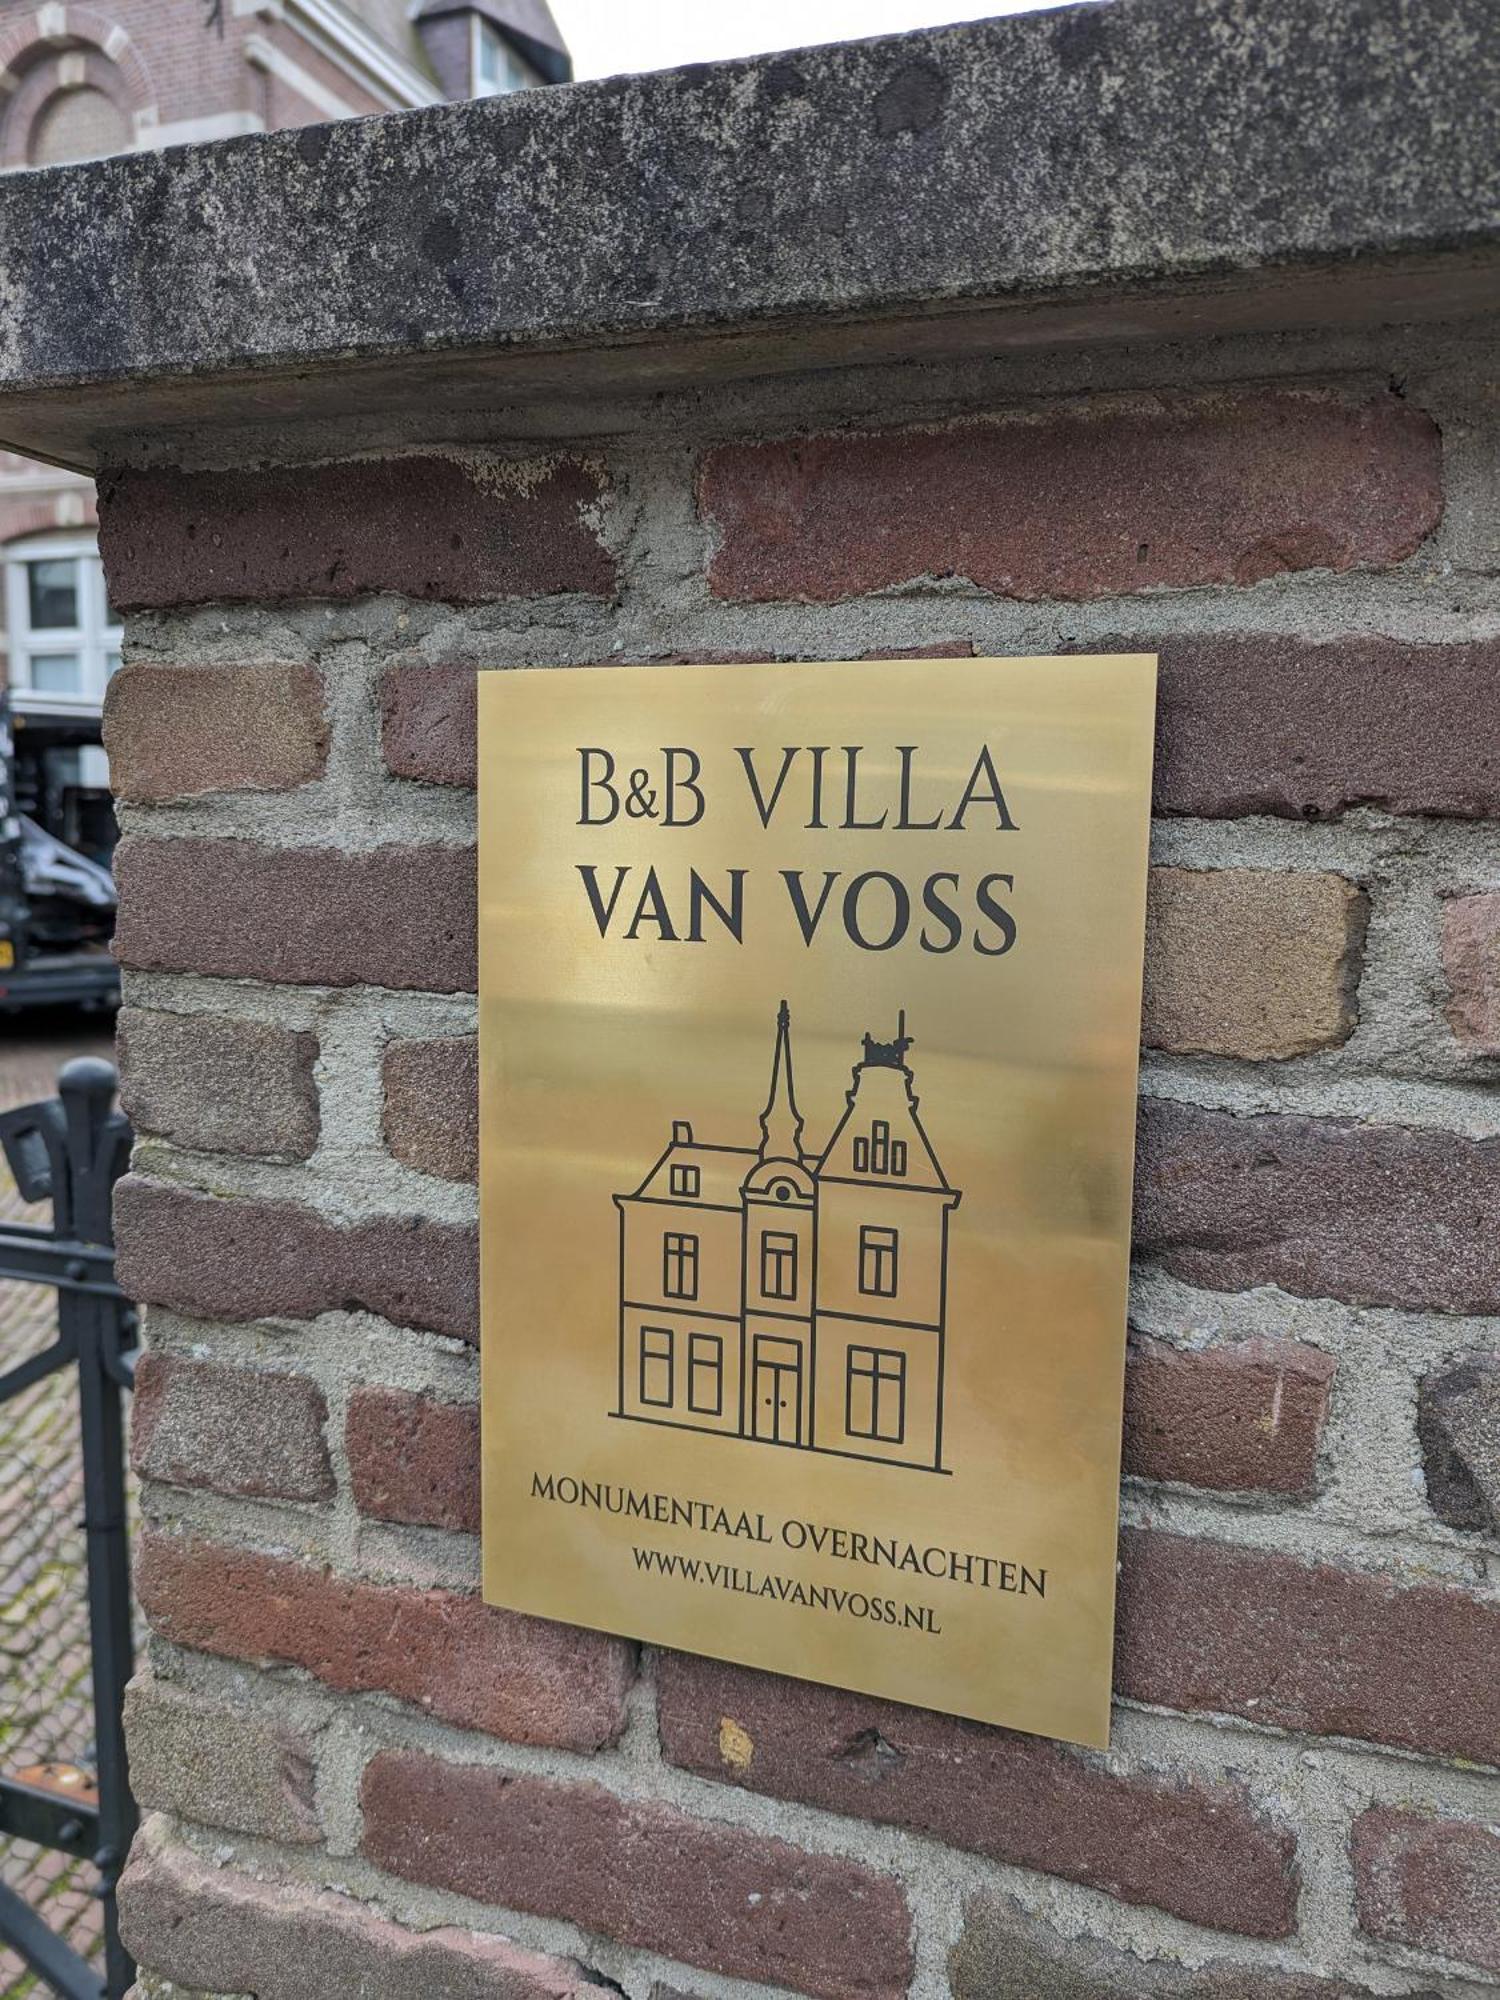 B&B VILLA
VAN VOSS
MONUMENTAAL OVERNACHTEN
WWW.VILLAVANVOSS.NL